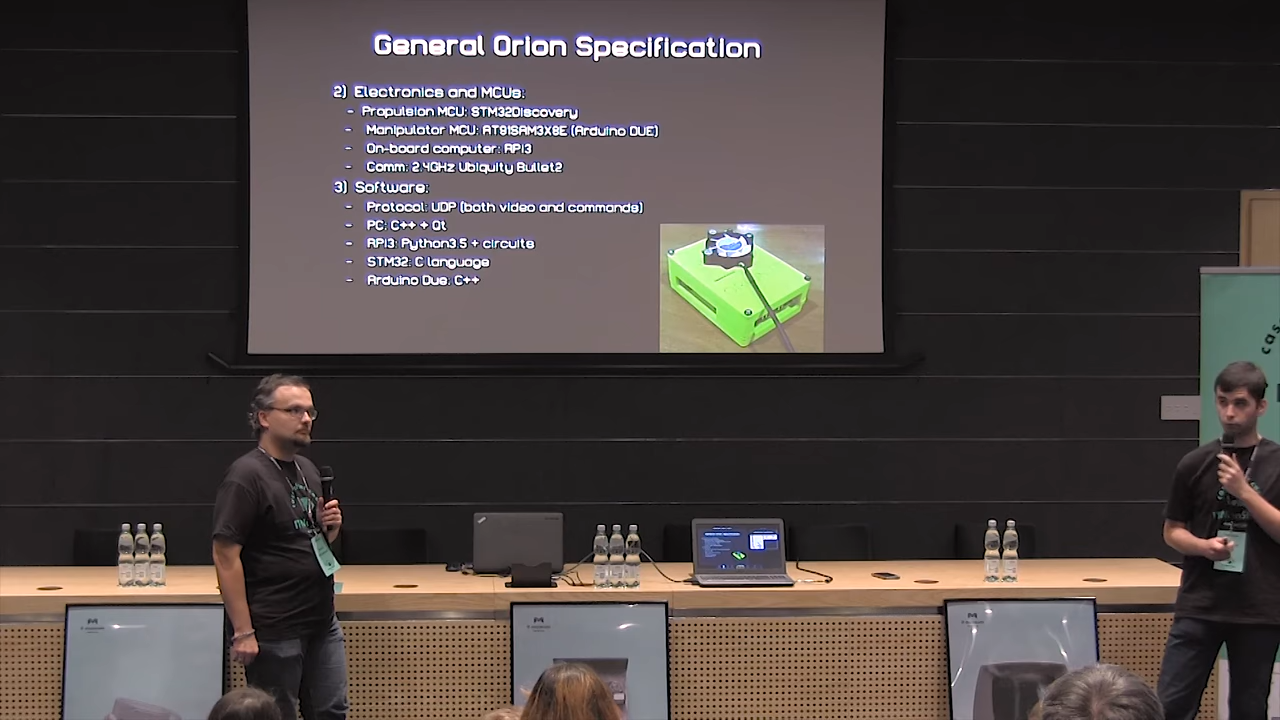 General Orion Specification
2) Electronics and MCUs:
- Propulsion MCU: STM32Discovery
- Manipulator MCU: AT91SAM3X8E (Arduino DUE)
- On-board computer: RPi3
- Comm: 2.4GHz Ubiquity Bullet2
3) Software:
- Protocol: UDP (both video and commands)
- PC: C++ + Qt
- RPI3: Python3.5 + circuits
- STM32: C language
- Arduino Due: C++
cas